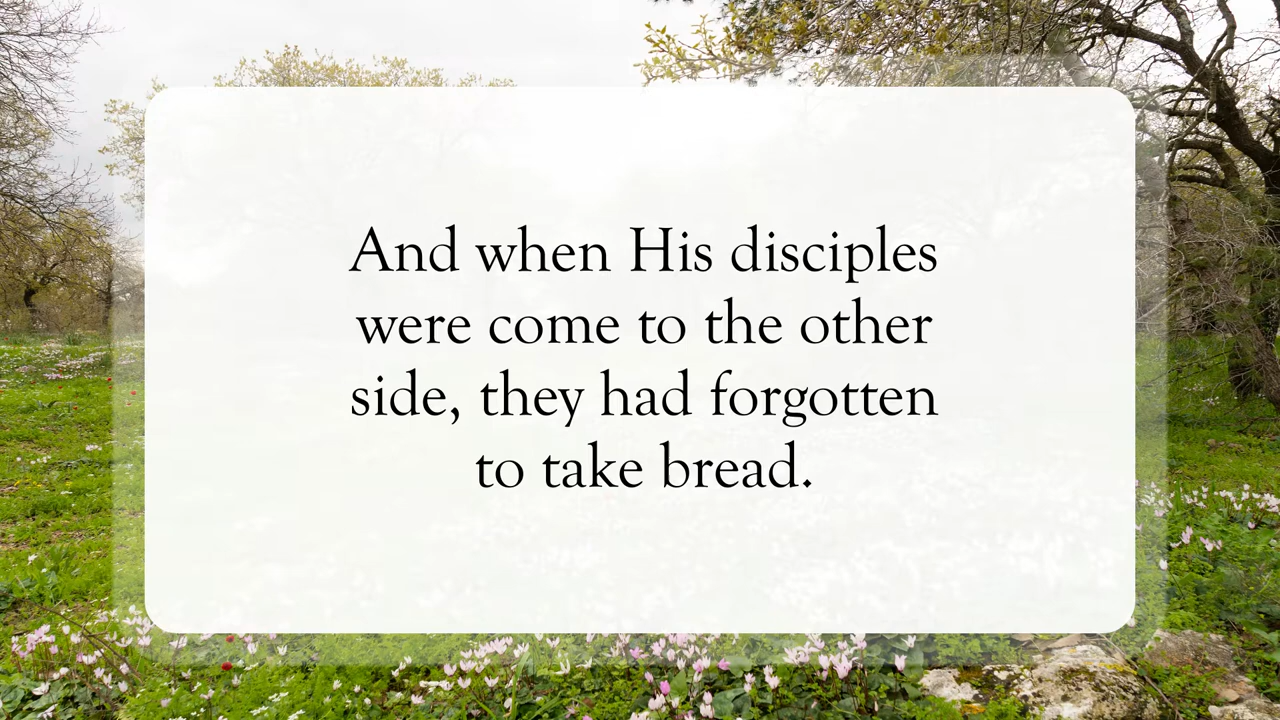 And when His disciples
were come to the other
side, they had forgotten
to take bread.